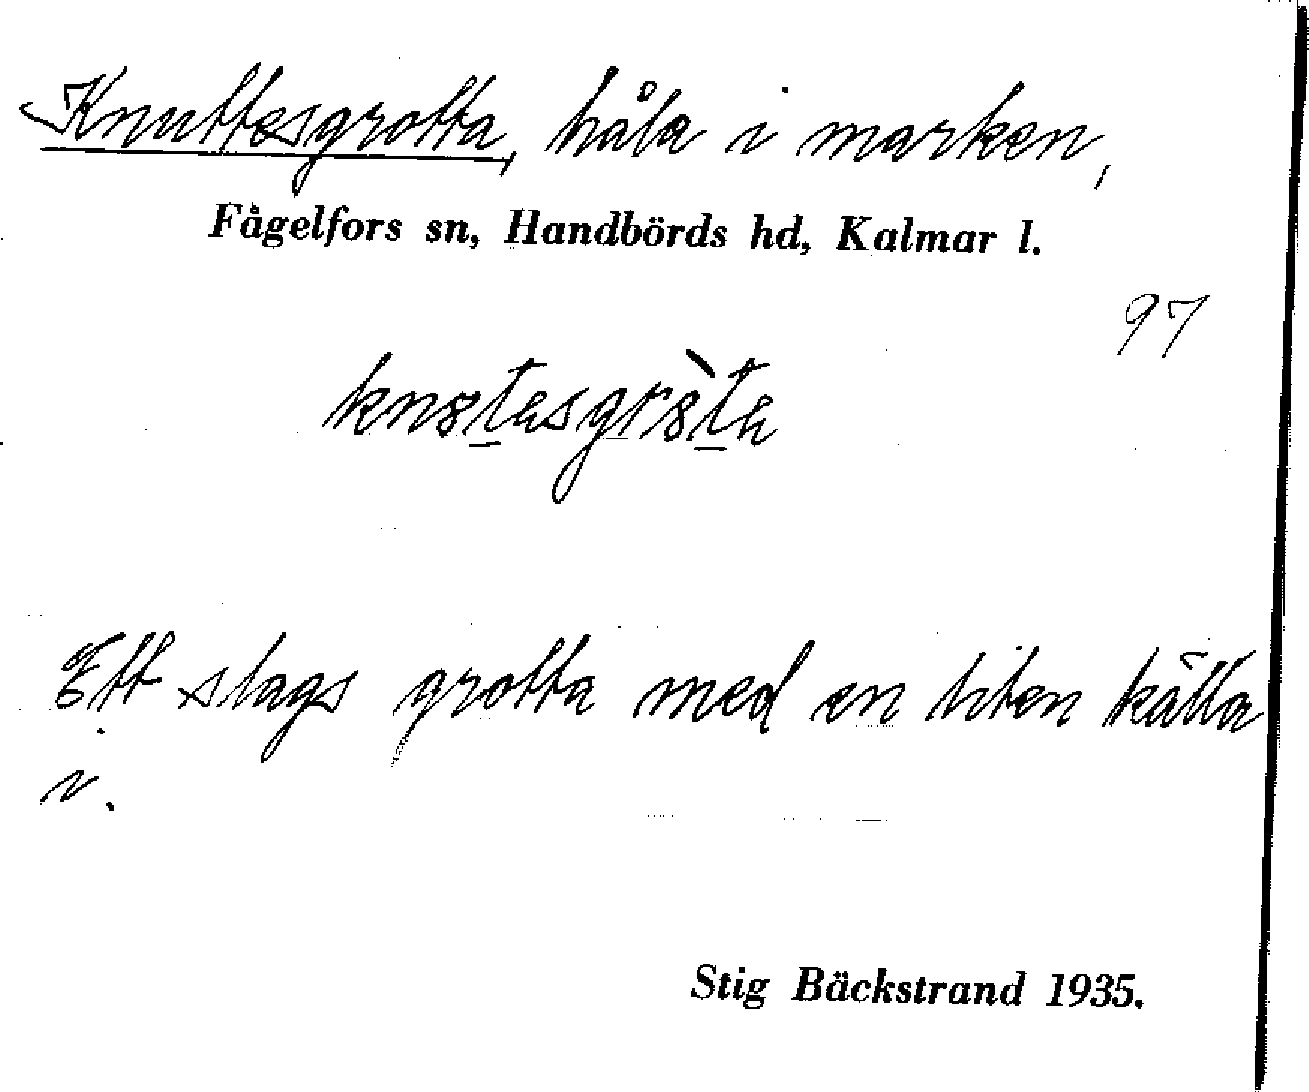 Knuttesgrotta, håla i marken,
Fågelfors sn, Handbörds hd, Kalmar l.
97
Ett slags grotta med en liten källa
i.
Stig Bäckstrand 1935.